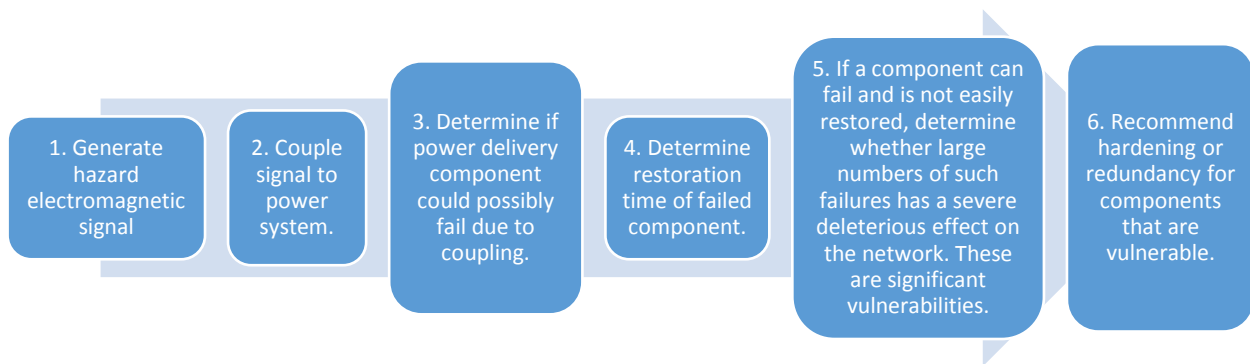 1. Generate
hazard
electromagnetic
signal
2. Couple
signal to
power
system.
3. Determine if
power delivery
component
could possibly
fail due to
coupling.
4. Determine
restoration
time of failed
component.
5. If a component can
fail and is not easily
restored, determine
whether large
numbers of such
failures has a severe
deleterious effect on
the network. These
are significant
vulnerabilities.
6. Recommend
hardening or
redundancy for
components
that are
vulnerable.